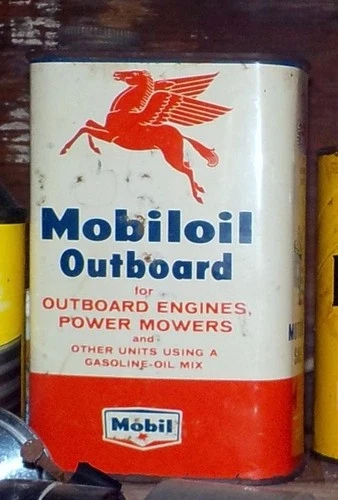 Mobiloil
Outboard
for
OUTBOARD ENGINES,
POWER MOWERS
and
OTHER UNITS USING A
GASOLINE-OIL MIX
Mobil